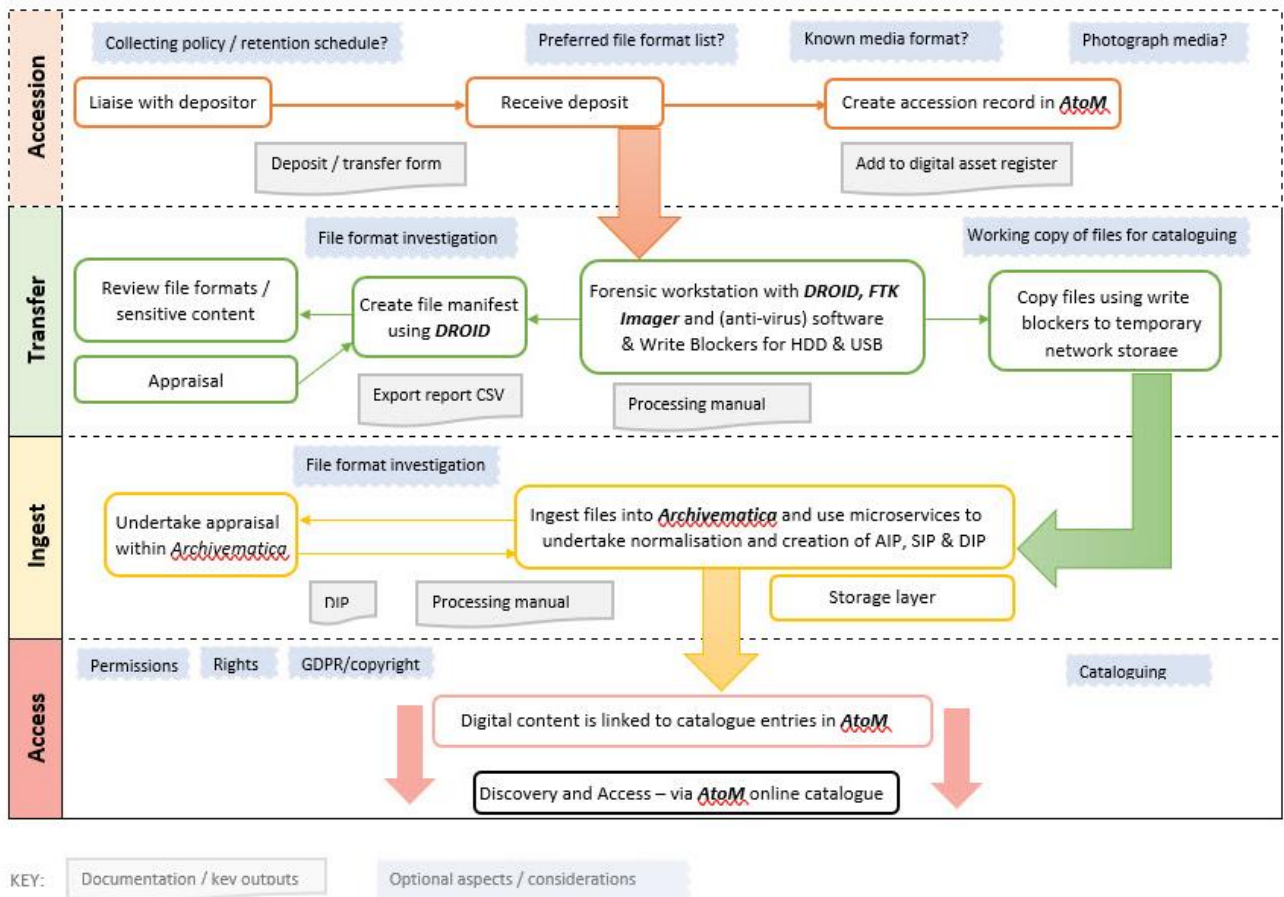 Accession
Collecting policy / retention schedule?
Preferred file format list?
Known media format?
Photograph media?
Liaise with depositor
Receive deposit
Create accession record in AtoM
Deposit / transfer form
Add to digital asset register
Transfer
File format investigation
Working copy of files for cataloguing
Review file formats /
sensitive content
Appraisal
Create file manifest
using DROID
Forensic workstation with DROID, FTK
Imager and (anti-virus) software
& Write Blockers for HDD & USB
Copy files using write
blockers to temporary
network storage
Export report CSV
Processing manual
Ingest
File format investigation
Undertake appraisal
within Archivematica
Ingest files into Archivematica and use microservices to
undertake normalisation and creation of AIP, SIP & DIP
DIP
Processing manual
Storage layer
Access
Permissions
Rights
GDPR/copyright
Cataloguing
Digital content is linked to catalogue entries in AtoM
Discovery and Access – via AtoM online catalogue
KEY:
Documentation / key outputs
Optional aspects / considerations